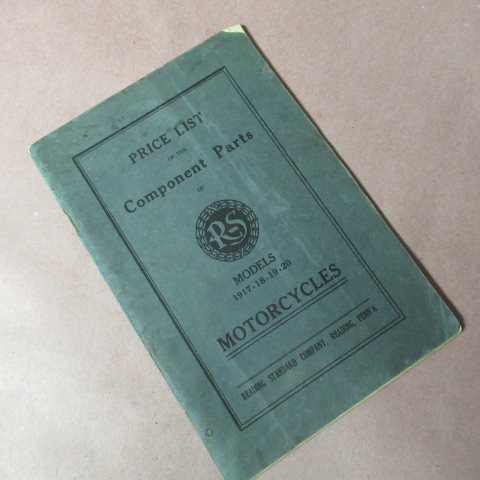 PRICE LIST
OF THE
Component Parts
OF
RS
MODELS
1917-18-19-20
MOTORCYCLES
READING STANDARD COMPANY, READING, PENN'A